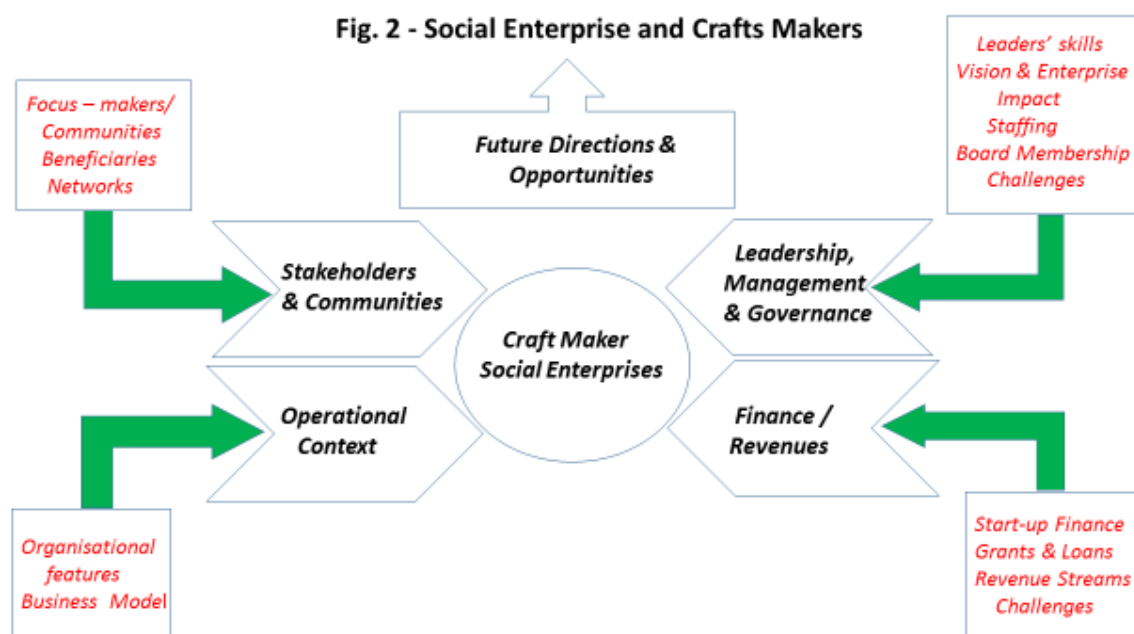 Fig. 2 - Social Enterprise and Crafts Makers
Focus – makers/
Communities
Beneficiaries
Networks
Future Directions &
Opportunities
Leaders' skills
Vision & Enterprise
Impact
Staffing
Board Membership
Challenges
Stakeholders
& Communities
Leadership,
Management
& Governance
Craft Maker
Social Enterprises
Operational
Context
Finance /
Revenues
Organisational
features
Business Model
Start-up Finance
Grants & Loans
Revenue Streams
Challenges